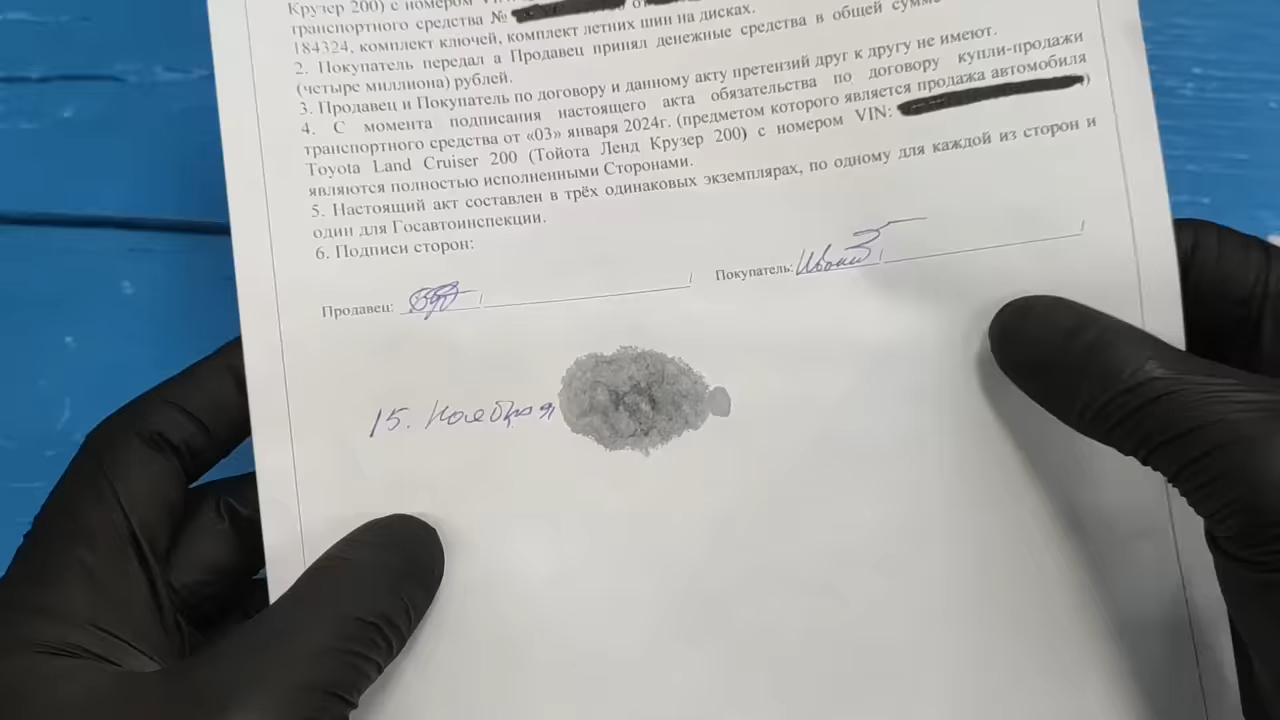 Крузер 200) с номером VIN
транспортного средства № от
184324, комплект ключей, комплект летних шин на дисках.
2. Покупатель передал а Продавец принял денежные средства в общей сумме
(четыре миллиона) рублей.
3. Продавец и Покупатель по договору и данному акту претензий друг к другу не имеют.
4. С момента подписания настоящего акта обязательства по договору купли-продажи
транспортного средства от «03» января 2024г. (предметом которого является продажа автомобиля
Toyota Land Cruiser 200 (Тойота Ленд Крузер 200) с номером VIN: )
являются полностью исполненными Сторонами.
5. Настоящий акт составлен в трёх одинаковых экземплярах, по одному для каждой из сторон и
один для Госавтоинспекции.
6. Подписи сторон:
Продавец: / / Покупатель: / /
15. Ноября